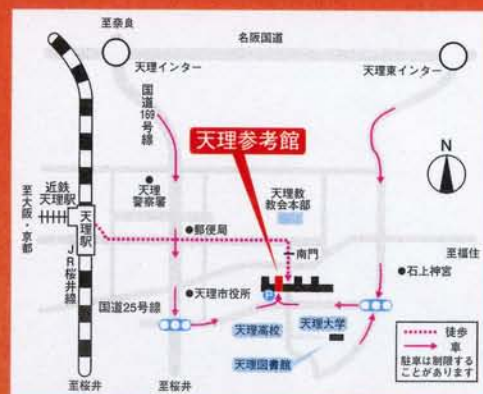 至奈良
名阪国道
天理インター
天理東インター
国道169号線
天理参考館
N
近鉄
天理駅
天理
警察署
天理教
教会本部
至大阪・京都
天理駅
郵便局
南門
至福住
JR桜井線
石上神宮
国道25号線
天理市役所
P
天理高校
天理大学
天理図書館
徒歩
車
駐車は制限する
ことがあります
至桜井
至桜井